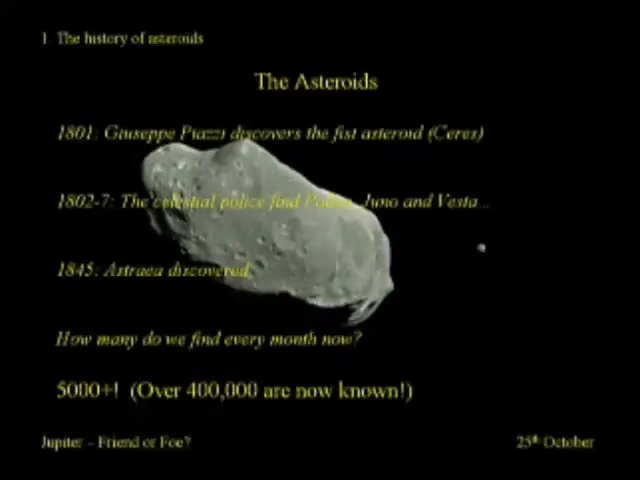 1. The history of asteroids
The Asteroids
1801: Giuseppe Piazzi discovers the fist asteroid (Ceres)
1802-7: The celestial police find Pallas, Juno and Vesta...
1845: Astraea discovered
How many do we find every month now?
5000+! (Over 400,000 are now known!)
Jupiter – Friend or Foe?
25th October